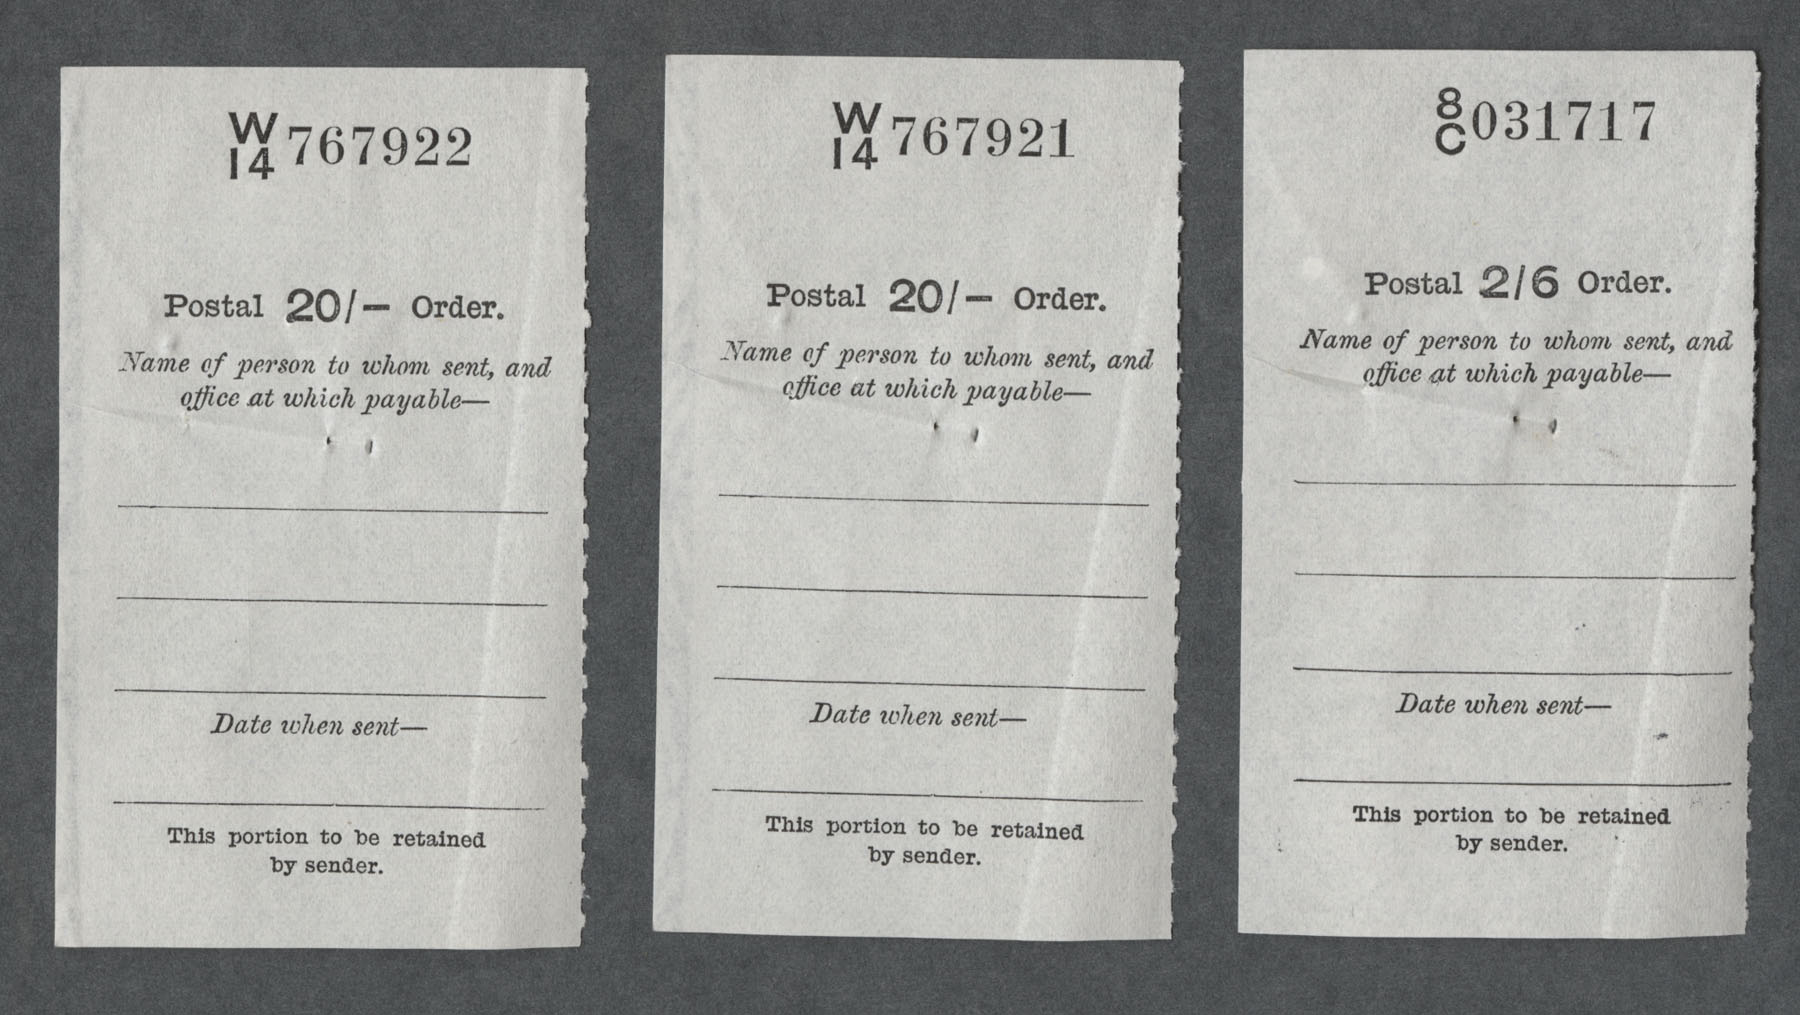 W
14 767922
Postal 20/- Order.
Name of person to whom sent, and
office at which payable—
Date when sent—
This portion to be retained
by sender.
W
14 767921
Postal 20/- Order.
Name of person to whom sent, and
office at which payable—
Date when sent—
This portion to be retained
by sender.
8
C 031717
Postal 2/6 Order.
Name of person to whom sent, and
office at which payable—
Date when sent—
This portion to be retained
by sender.